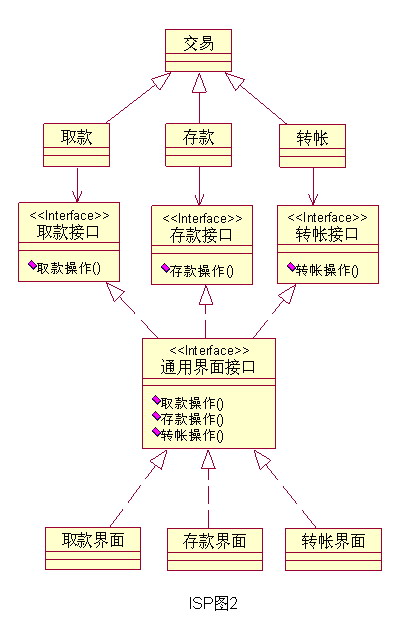 交易
取款
存款
转帐
<<Interface>>
取款接口
取款操作()
<<Interface>>
存款接口
存款操作()
<<Interface>>
转帐接口
转帐操作()
<<Interface>>
通用界面接口
取款操作()
存款操作()
转帐操作()
取款界面
存款界面
转帐界面
ISP图2